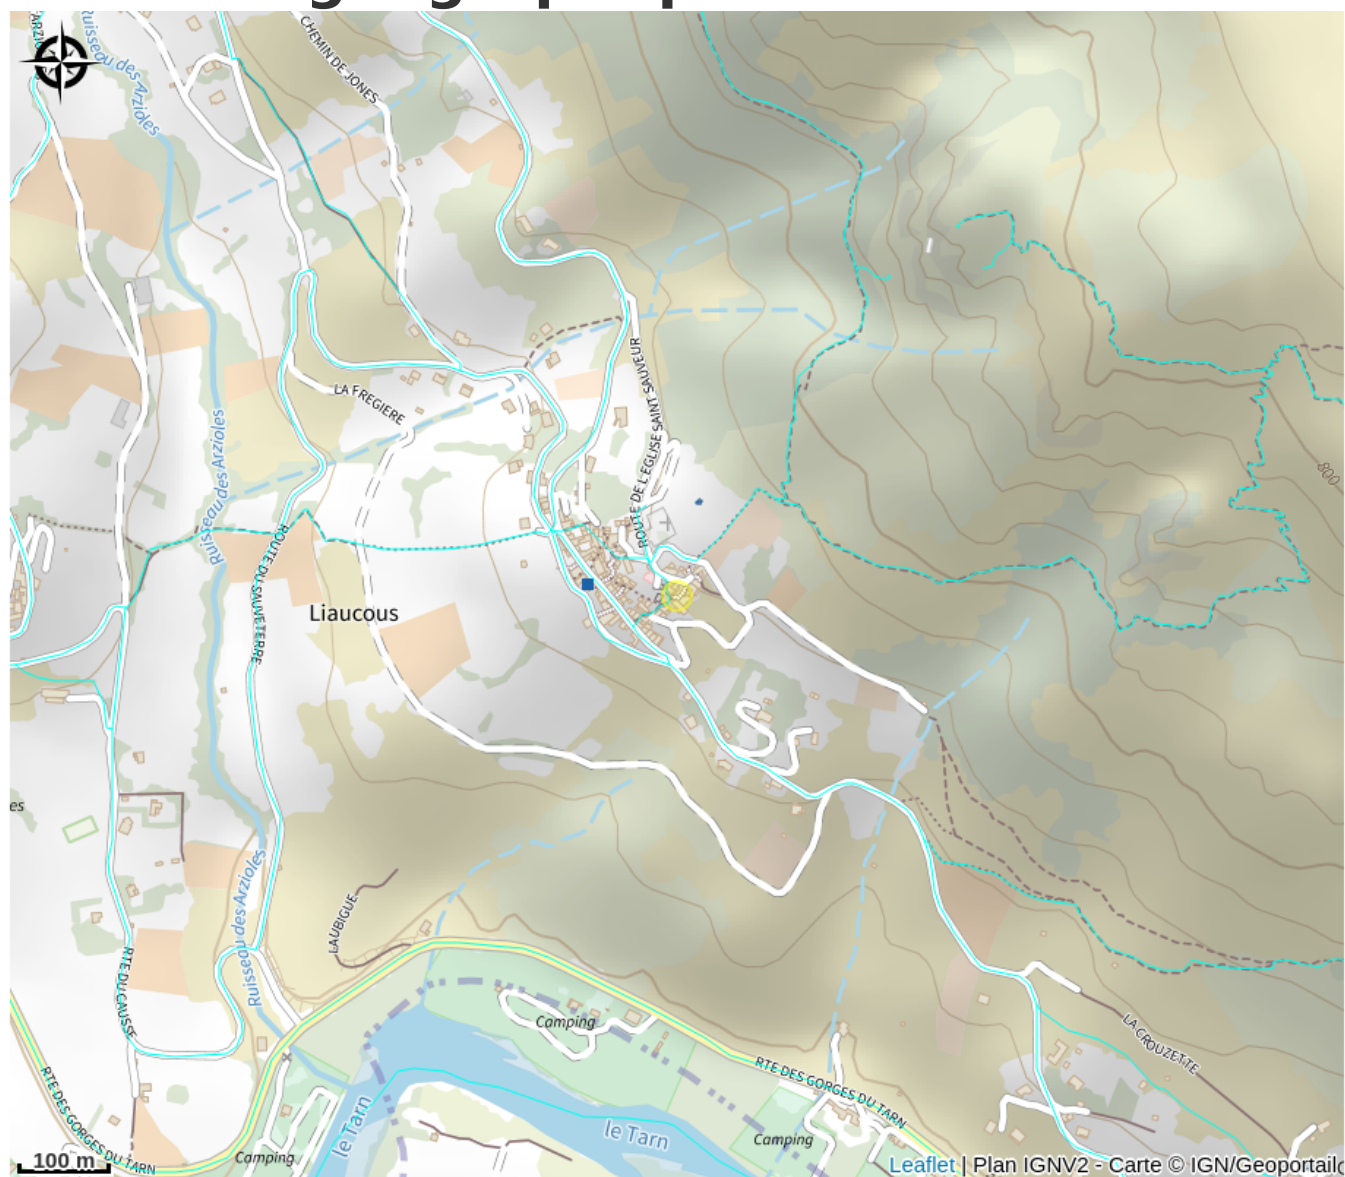 Ruisseau des Arzioles
CHEMIN DE JONES
LA FREGIERE
ROUTE DE L'EGLISE SAINT SAUVEUR
Ruisseau des Arzioles
800
ROUTE DU SAUVETERRE
Liaucous
es
LAUBIGUE
Ruisseau des Arzioles
RTE DU CAUSSE
Camping
LA CROUZETTE
RTE DES GORGES DU TARN
RTE DES GORGES DU TARN
le Tarn
le Tarn
Camping
Camping
100 m
Leaflet | Plan IGNV2 - Carte © IGN/Geoportail